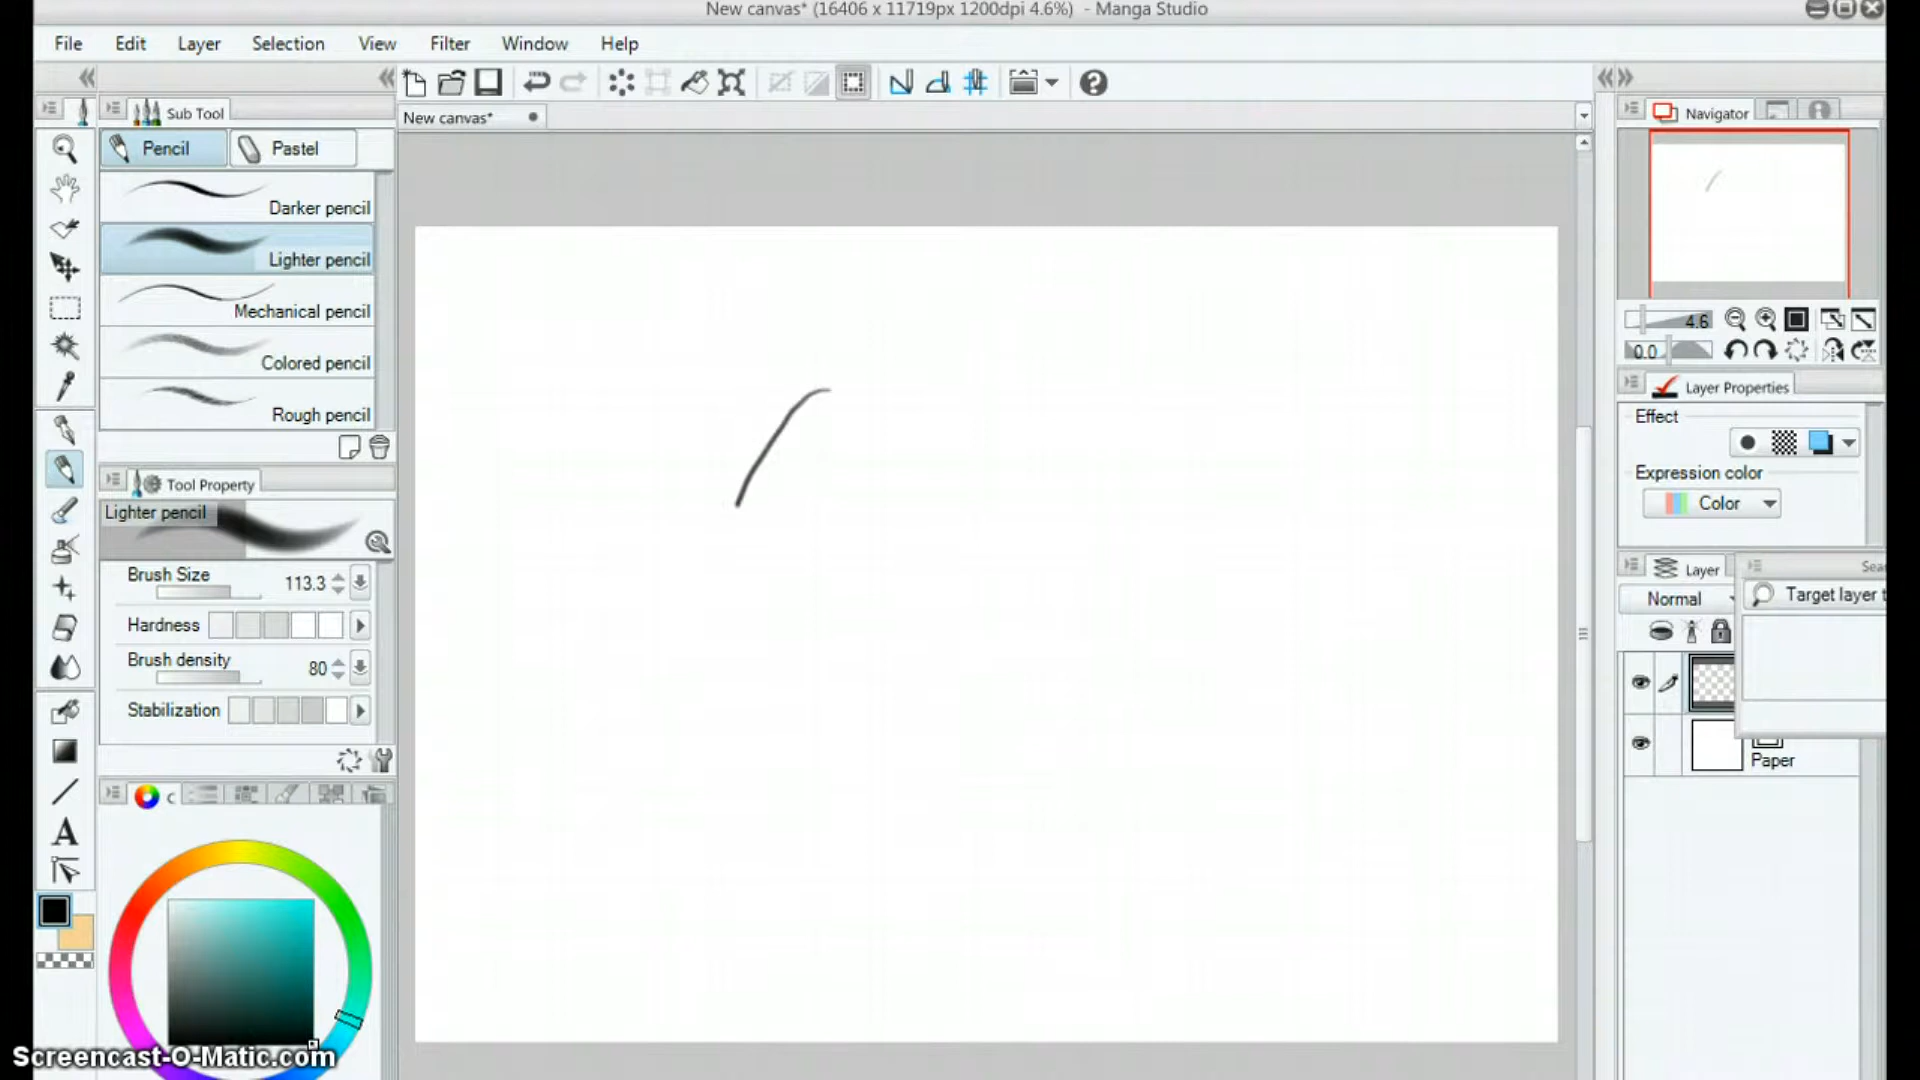 New canvas* (16406 x 11719px 1200dpi 4.6%) - Manga Studio
File Edit Layer Selection View Filter Window Help
Sub Tool
New canvas*
Navigator
Pencil Pastel
Darker pencil
Lighter pencil
Mechanical pencil
Colored pencil
Rough pencil
Tool Property
Lighter pencil
Brush Size 113.3
Hardness
Brush density 80
Stabilization
C
A
4.6
0.0
Layer Properties
Effect
Expression color
Color
Layer
Sea
Normal
Target layer t
Paper
Screencast-O-Matic.com